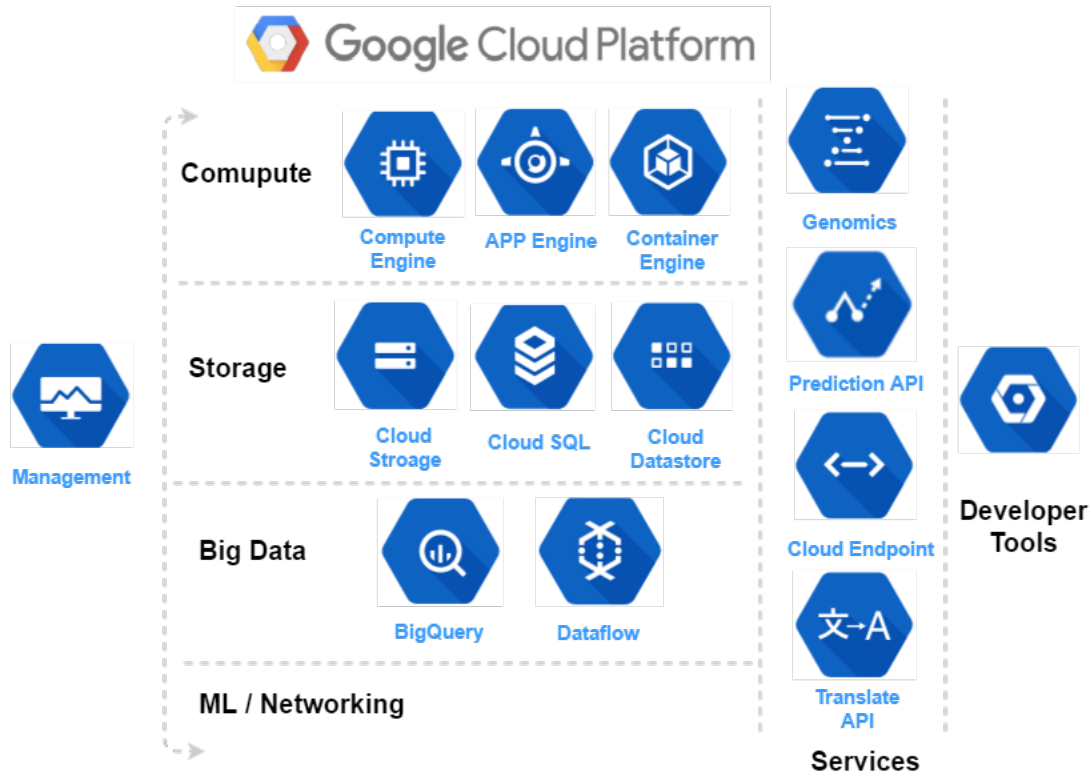 Google Cloud Platform
Comupute
Compute
Engine
APP Engine
Container
Engine
Genomics
Prediction API
Storage
Cloud
Stroage
Cloud SQL
Cloud
Datastore
Management
Cloud Endpoint
Developer
Tools
Big Data
BigQuery
Dataflow
文→A
Translate
API
ML / Networking
Services